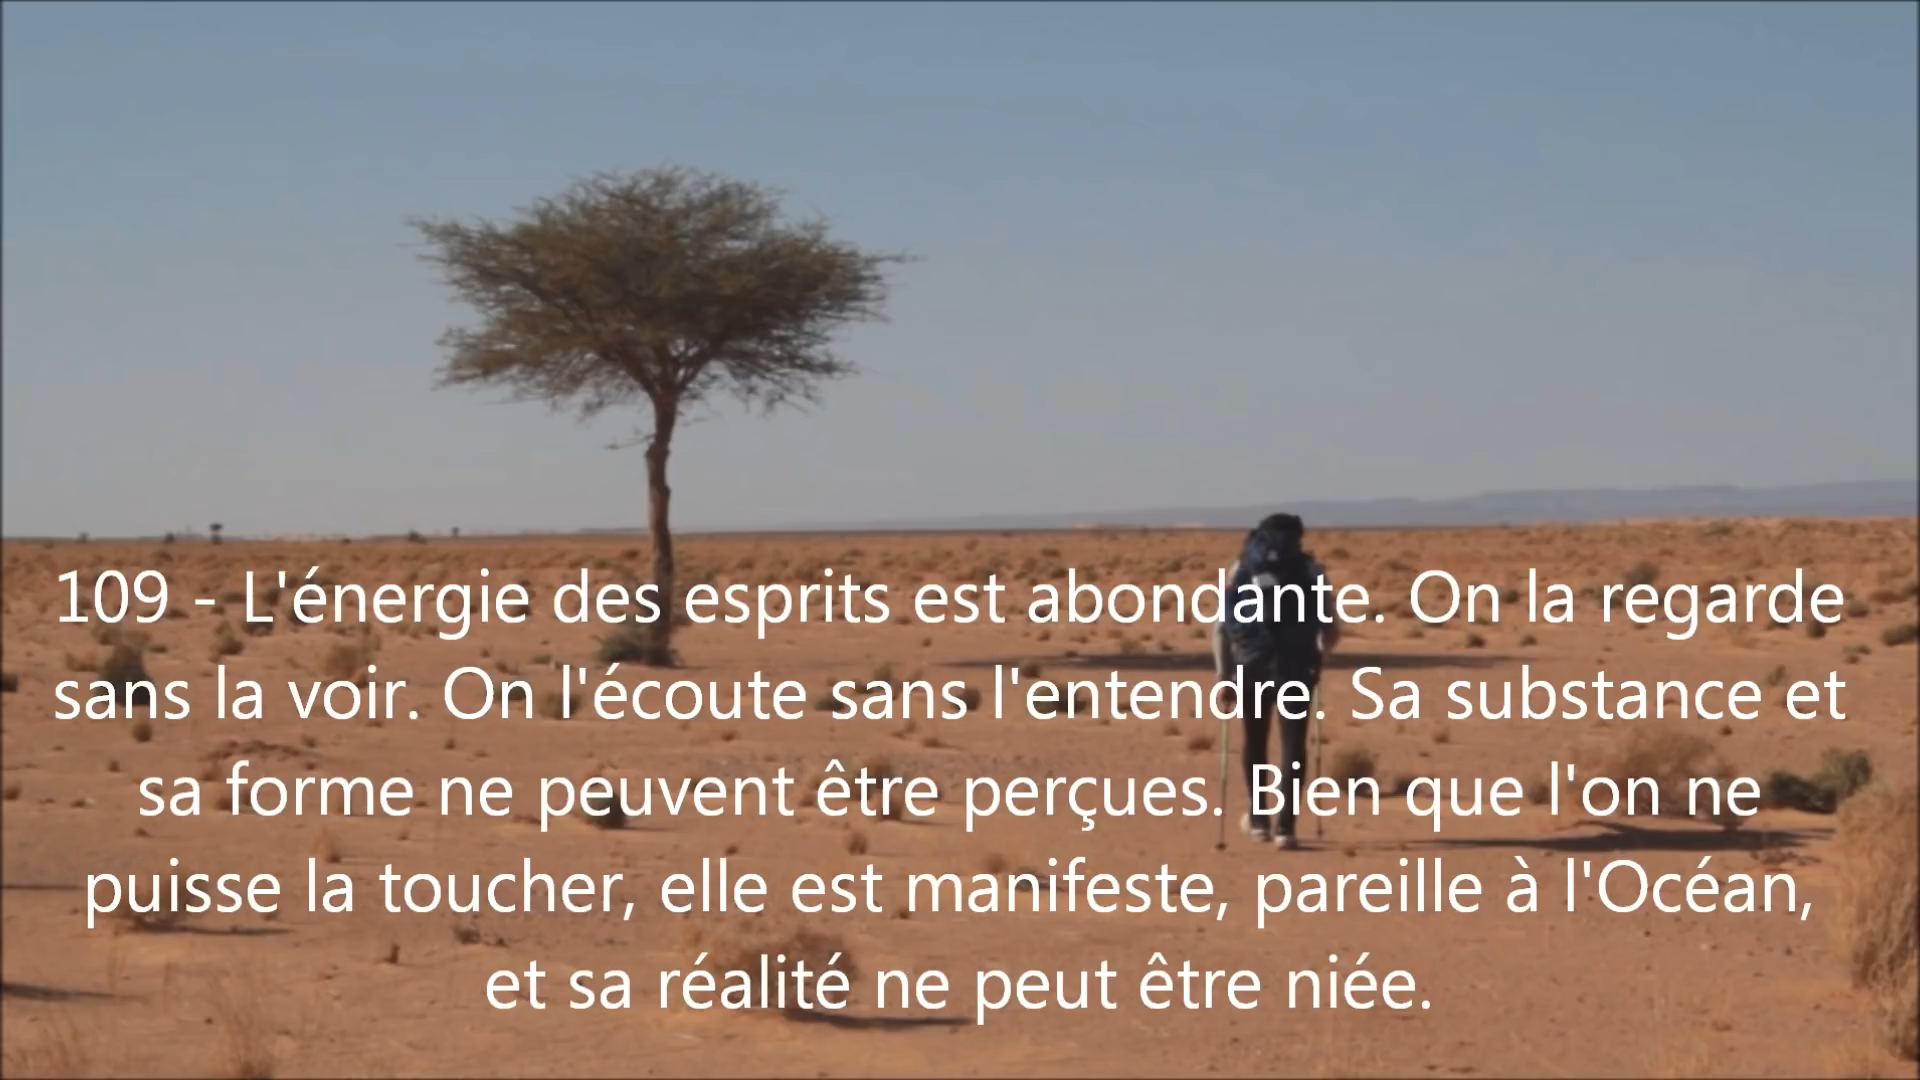 109 - L'énergie des esprits est abondante. On la regarde
sans la voir. On l'écoute sans l'entendre. Sa substance et
sa forme ne peuvent être perçues. Bien que l'on ne
puisse la toucher, elle est manifeste, pareille à l'Océan,
et sa réalité ne peut être niée.